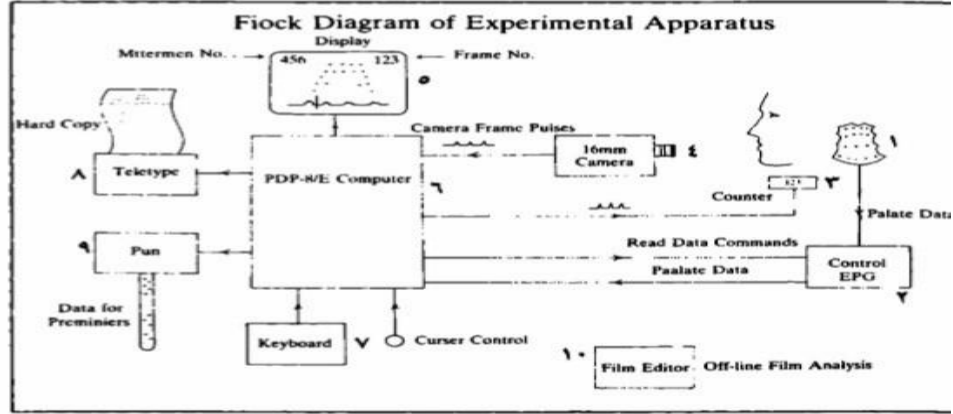 Fiock Diagram of Experimental Apparatus
Display
Mttermen No.
456
123
Frame No.
٥
Hard Copy
Camera Frame Pulses
Teletype
٨
PDP-8/E Computer
٦
16mm
Camera
٤
١
٣
Counter
Palate Data
٩
Pun
Read Data Commands
Paalate Data
Control
EPG
٢
Data for
Preminiers
Keyboard
٧
Curser Control
١٠
Film Editor
Off-line Film Analysis